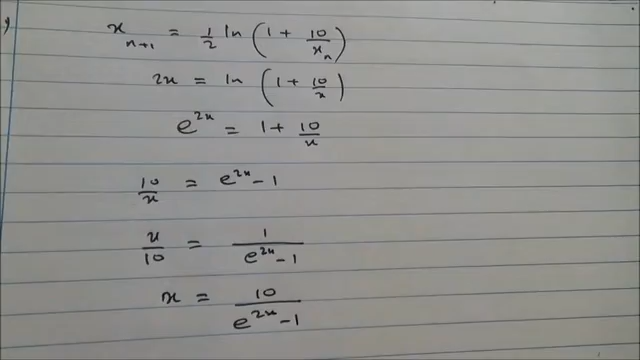 ) x_{n+1} = 1/2 ln (1 + 10/x_n)
2x = ln (1 + 10/x)
e^{2x} = 1 + 10/x
10/x = e^{2x} - 1
x/10 = 1/(e^{2x} - 1)
x = 10/(e^{2x} - 1)